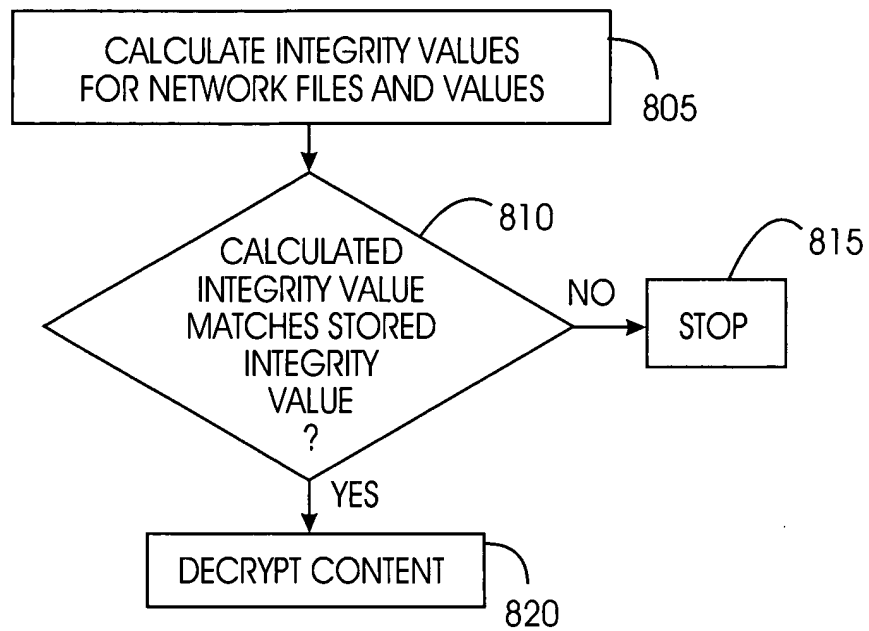 CALCULATE INTEGRITY VALUES
FOR NETWORK FILES AND VALUES
805
810
CALCULATED
INTEGRITY VALUE
MATCHES STORED
INTEGRITY
VALUE
?
NO
815
STOP
YES
DECRYPT CONTENT
820